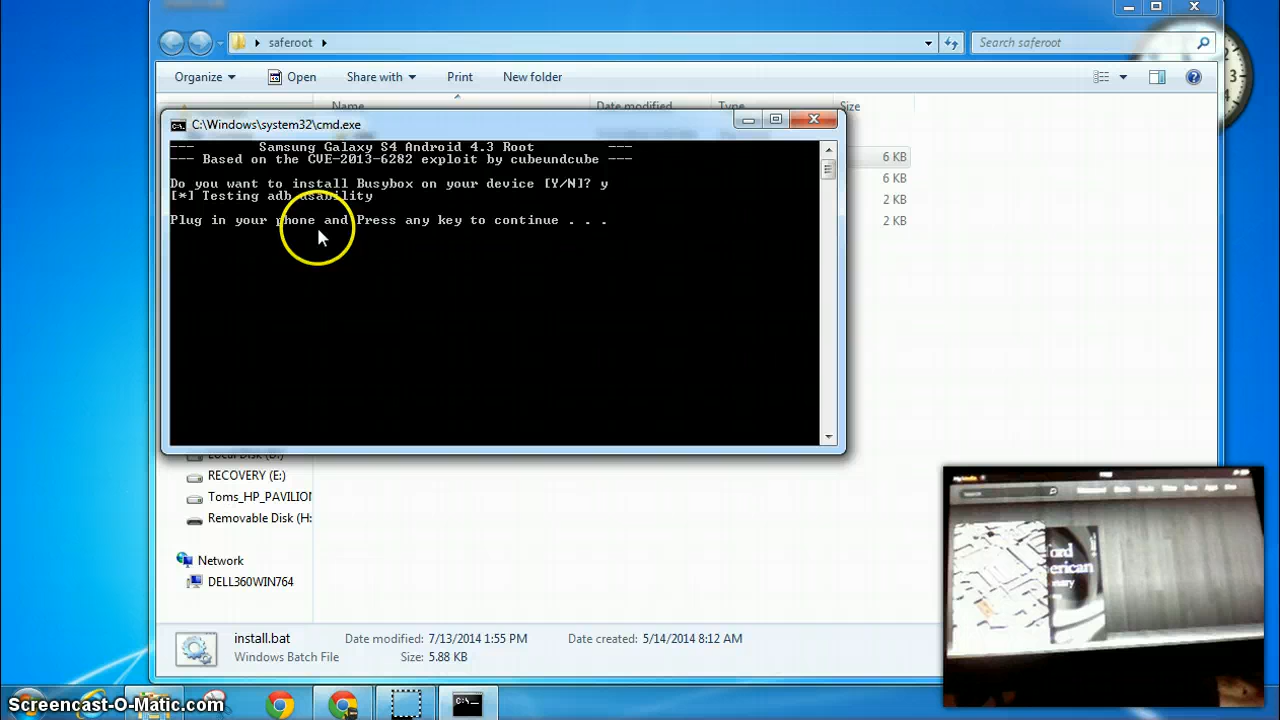 saferoot
Search saferoot
Organize
Open
Share with
Print
New folder
Name
Date modified
Type
Size
C:\Windows\system32\cmd.exe
--- Samsung Galaxy S4 Android 4.3 Root ---
--- Based on the CVE-2013-6282 exploit by cubeundcube ---
Do you want to install Busybox on your device [Y/N]? y
[*] Testing adb usability
Plug in your phone and Press any key to continue . . .
6 KB
6 KB
2 KB
2 KB
RECOVERY (E:)
Toms_HP_PAVILION
Removable Disk (H:
Network
DELL360WIN764
install.bat
Date modified: 7/13/2014 1:55 PM
Date created: 5/14/2014 8:12 AM
Windows Batch File
Size: 5.88 KB
Screencast-O-Matic.com